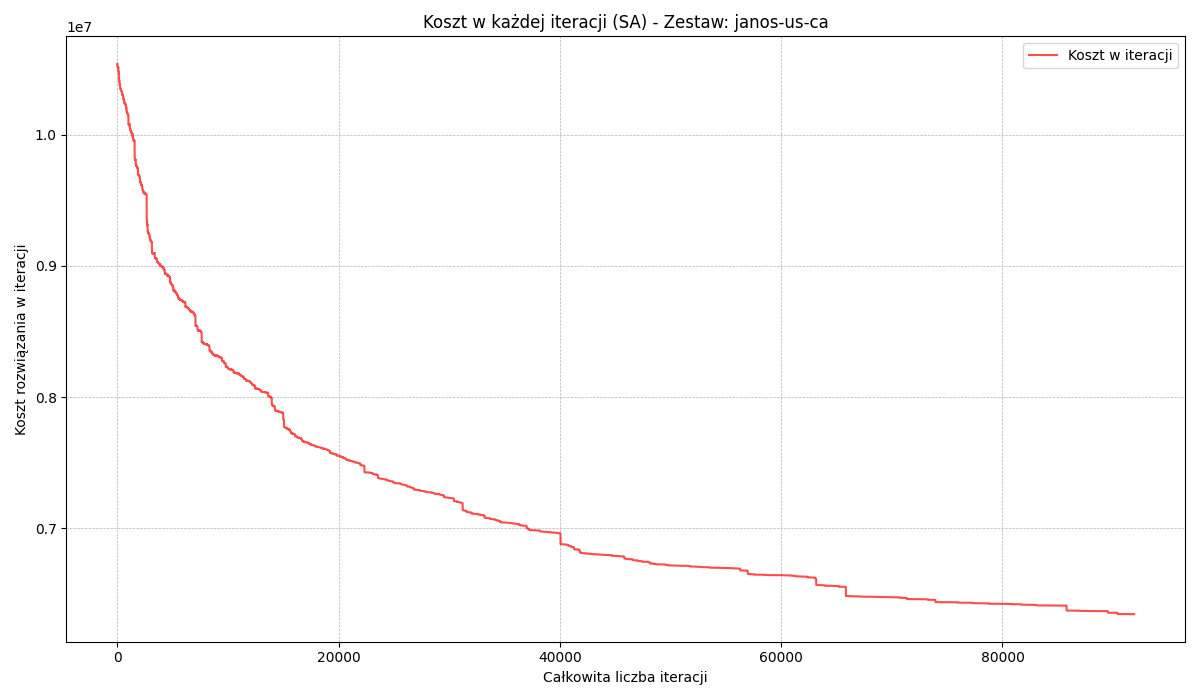 Koszt w każdej iteracji (SA) - Zestaw: janos-us-ca
1e7
Koszt w iteracji
1.0
0.9
0.8
0.7
Koszt rozwiązania w iteracji
0 20000 40000 60000 80000
Całkowita liczba iteracji